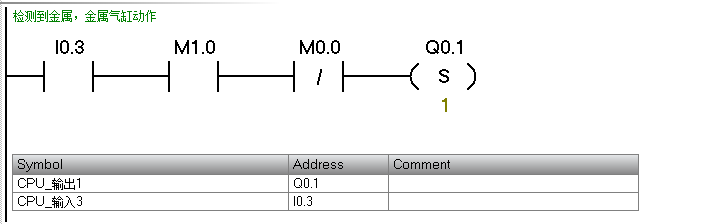 检测到金属，金属气缸动作
I0.3 M1.0 M0.0 Q0.1
/ S
1
Symbol Address Comment
CPU_输出1 Q0.1
CPU_输入3 I0.3